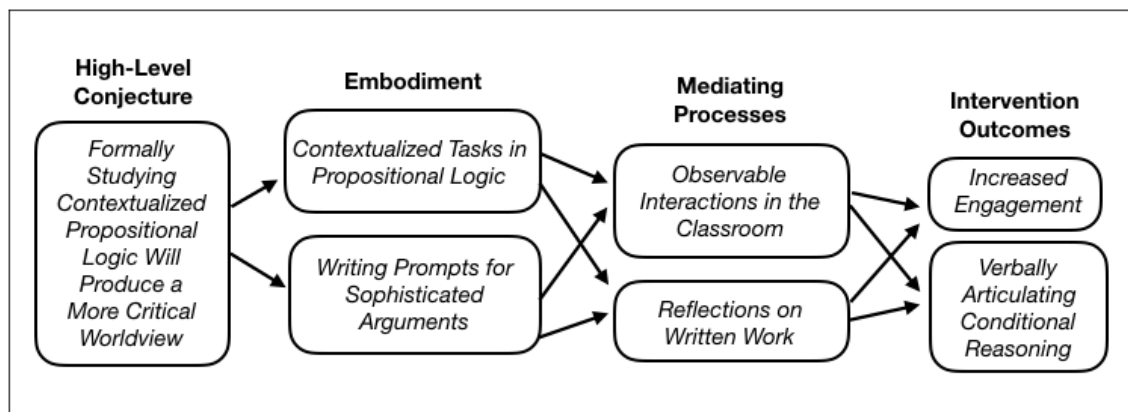 High-Level
Conjecture
Formally
Studying
Contextualized
Propositional
Logic Will
Produce a
More Critical
Worldview
Embodiment
Contextualized Tasks in
Propositional Logic
Writing Prompts for
Sophisticated
Arguments
Mediating
Processes
Observable
Interactions in the
Classroom
Reflections on
Written Work
Intervention
Outcomes
Increased
Engagement
Verbally
Articulating
Conditional
Reasoning